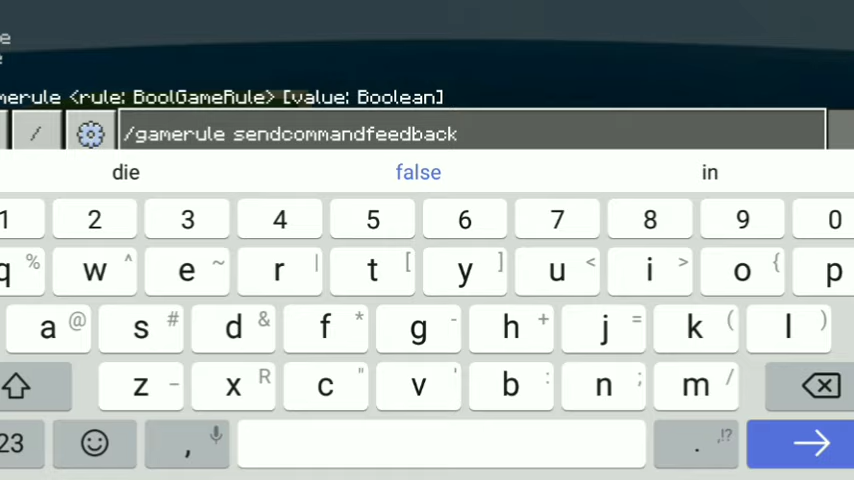 e
e
merule <rule: BoolGameRule> [value: Boolean]
/ /gamerule sendcommandfeedback
die false in
1 2 3 4 5 6 7 8 9 0
q % w ^ e ~ r | t [ y ] u < i > o { p
a @ s # d & f * g - h + j = k ( l )
z _ x R c " v ' b : n ; m /
23 , . ,!?